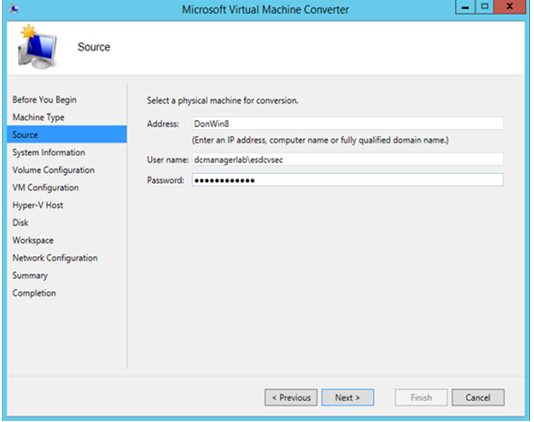 Microsoft Virtual Machine Converter
Source
Before You Begin
Machine Type
Source
System Information
Volume Configuration
VM Configuration
Hyper-V Host
Disk
Workspace
Network Configuration
Summary
Completion
Select a physical machine for conversion.
Address: DonWin8
(Enter an IP address, computer name or fully qualified domain name.)
User name: dcmanagerlab\esdcvsec
Password: ●●●●●●●●●●●●
< Previous Next > Finish Cancel